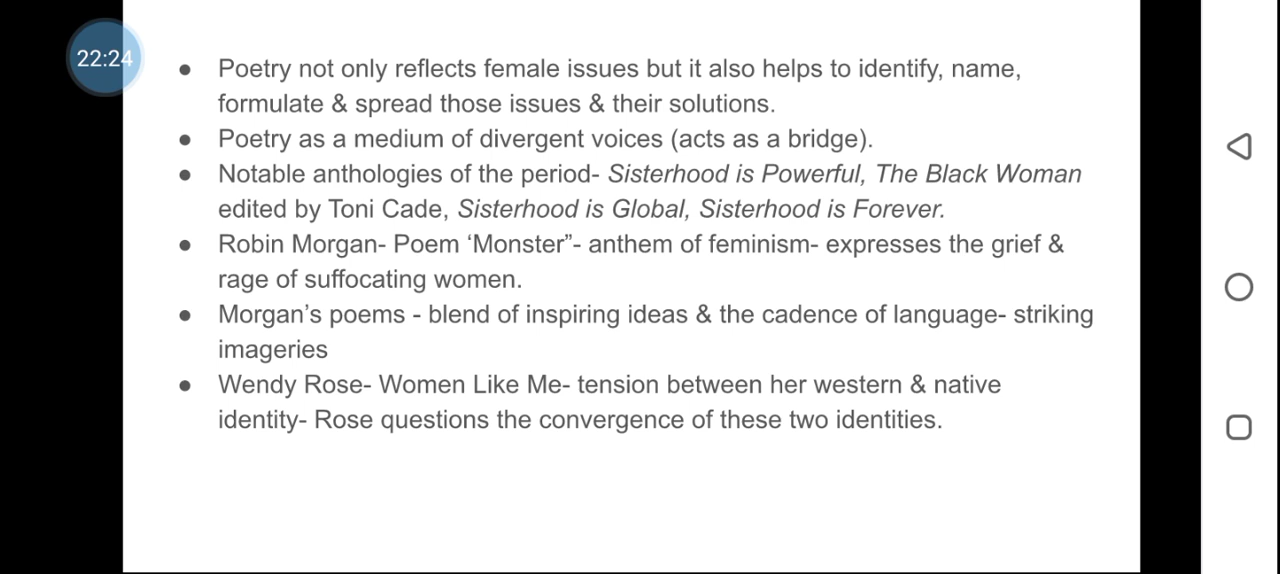 22:24
● Poetry not only reflects female issues but it also helps to identify, name,
formulate & spread those issues & their solutions.
● Poetry as a medium of divergent voices (acts as a bridge).
● Notable anthologies of the period- Sisterhood is Powerful, The Black Woman
edited by Toni Cade, Sisterhood is Global, Sisterhood is Forever.
● Robin Morgan- Poem ‘Monster”- anthem of feminism- expresses the grief &
rage of suffocating women.
● Morgan’s poems - blend of inspiring ideas & the cadence of language- striking
imageries
● Wendy Rose- Women Like Me- tension between her western & native
identity- Rose questions the convergence of these two identities.